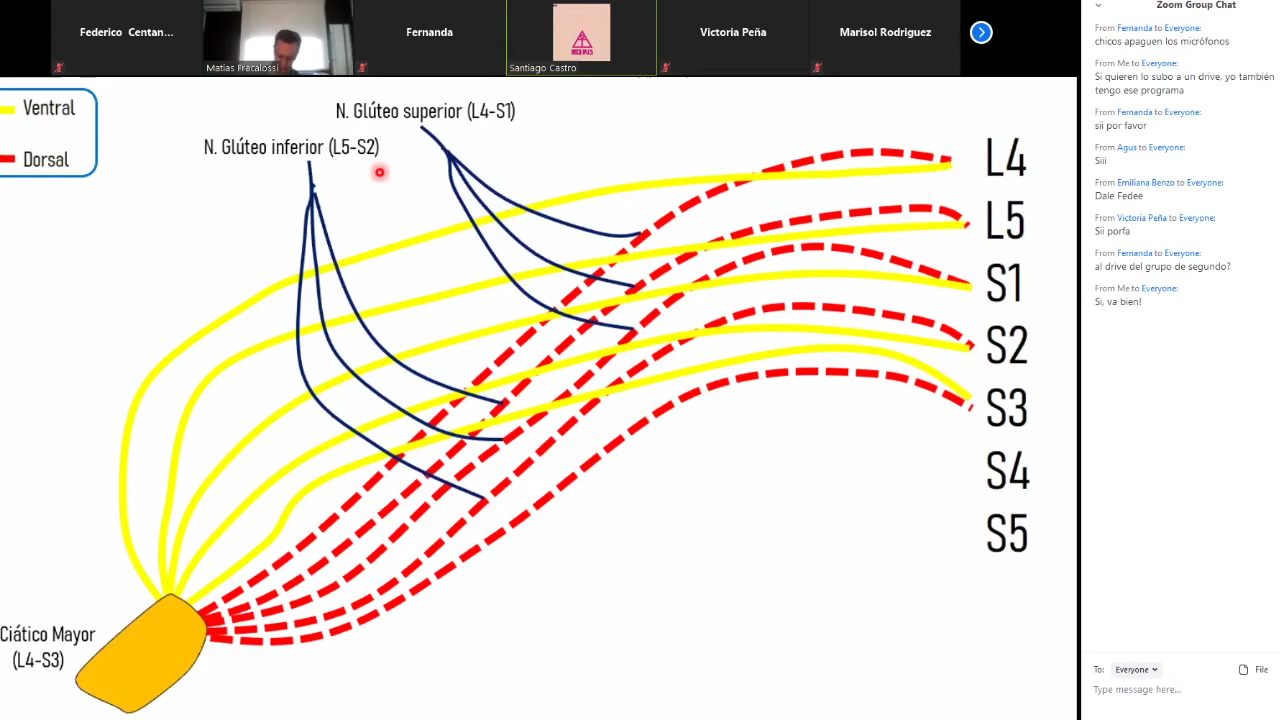 Federico Centan...
Matias Fracalossi
Fernanda
Santiago Castro
Victoria Peña
Marisol Rodriguez
Ventral
Dorsal
N. Glúteo superior (L4-S1)
N. Glúteo inferior (L5-S2)
L4
L5
S1
S2
S3
S4
S5
Ciático Mayor
(L4-S3)
Zoom Group Chat
From Fernanda to Everyone:
chicos apaguen los micrófonos
From Me to Everyone:
Si quieren lo subo a un drive, yo también
tengo ese programa
From Fernanda to Everyone:
sii por favor
From Agus to Everyone:
Siii
From Emiliana Benzo to Everyone:
Dale Fedee
From Victoria Peña to Everyone:
Sii porfa
From Fernanda to Everyone:
al drive del grupo de segundo?
From Me to Everyone:
Si, va bien!
To: Everyone File
Type message here...